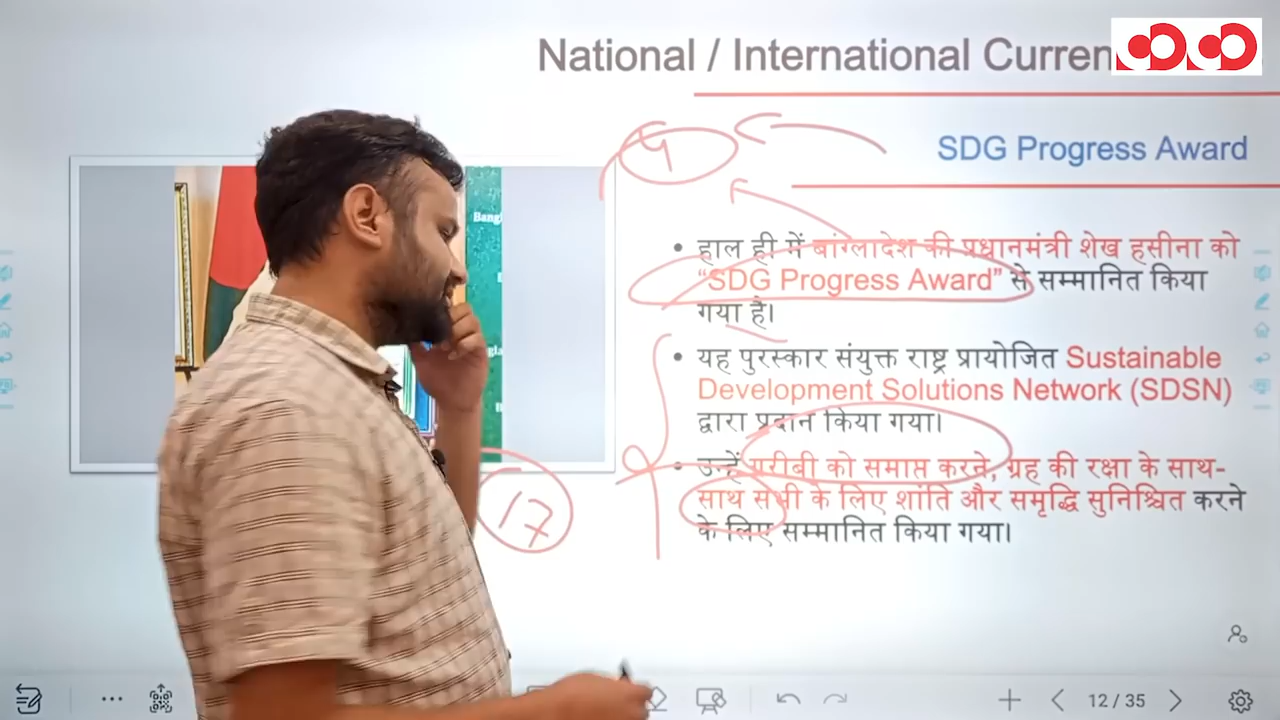 National / International Curren
SDG Progress Award
4
Bangl
• हाल ही में बांग्लादेश की प्रधानमंत्री शेख हसीना को
“SDG Progress Award” से सम्मानित किया
गया है।
• यह पुरस्कार संयुक्त राष्ट्र प्रायोजित Sustainable
Development Solutions Network (SDSN)
द्वारा प्रदान किया गया।
• उन्हें गरीबी को समाप्त करने, ग्रह की रक्षा के साथ-
साथ सभी के लिए शांति और समृद्धि सुनिश्चित करने
के लिए सम्मानित किया गया।
17
12 / 35